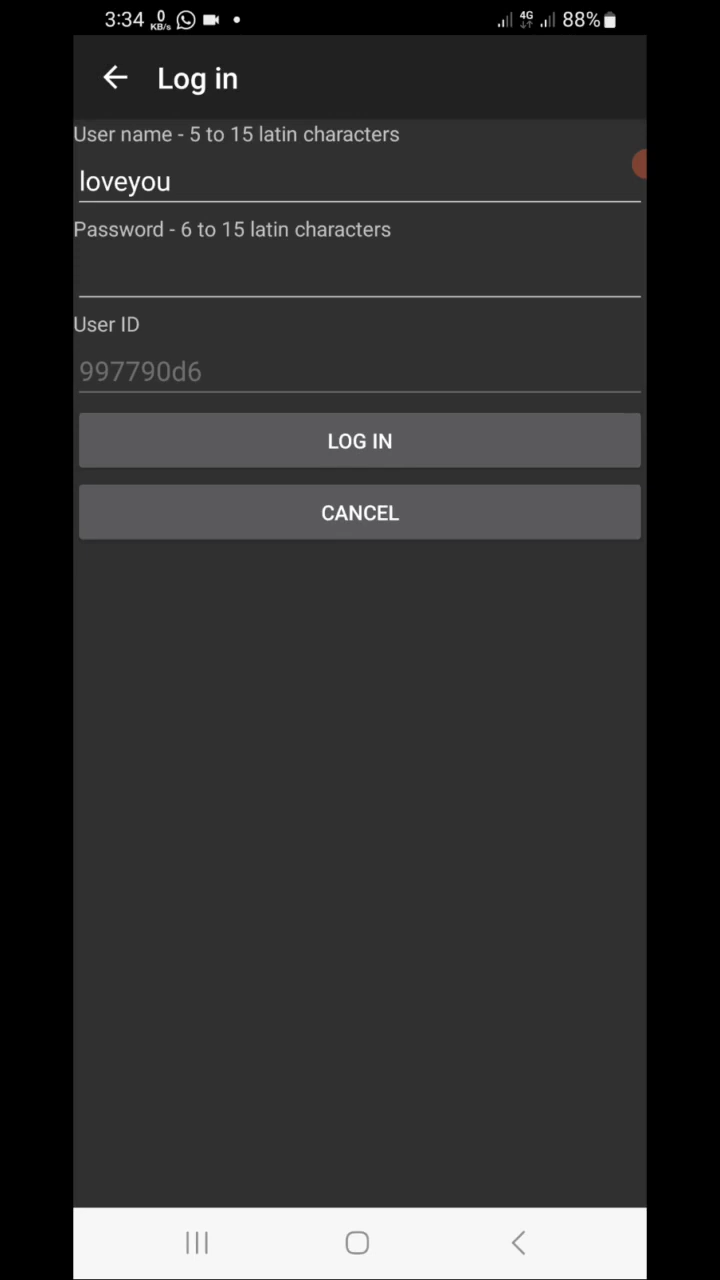 3:34 0 KB/s 4G 88%
Log in
User name - 5 to 15 latin characters
loveyou
Password - 6 to 15 latin characters
User ID
997790d6
LOG IN
CANCEL